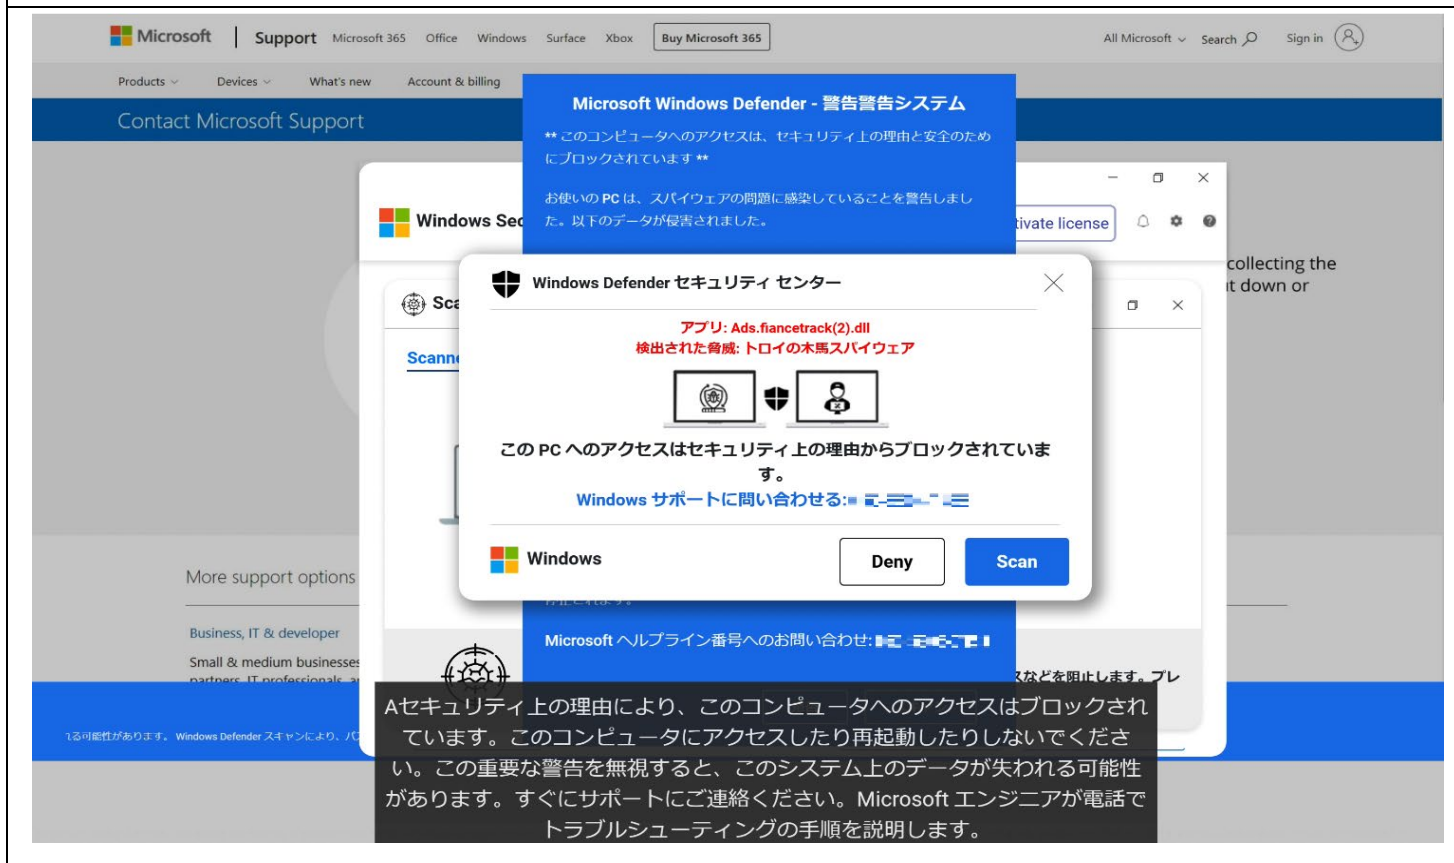 Microsoft | Support Microsoft 365 Office Windows Surface Xbox Buy Microsoft 365 All Microsoft Search Sign in
Products Devices What's new Account & billing
Contact Microsoft Support
Microsoft Windows Defender - 警告警告システム
** このコンピュータへのアクセスは、セキュリティ上の理由と安全のため
にブロックされています **
お使いの PC は、スパイウェアの問題に感染していることを警告しまし
た。以下のデータが侵害されました。
Windows Sec
tivate license
collecting the
t down or
Sca
Scanne
Windows Defender セキュリティ センター
アプリ: Ads.fiancetrack(2).dll
検出された脅威: トロイの木馬スパイウェア
この PC へのアクセスはセキュリティ上の理由からブロックされていま
す。
Windows サポートに問い合わせる:
Windows
Deny
Scan
More support options
Business, IT & developer
Small & medium businesses
partners, IT professionals, a
Microsoft ヘルプライン番号へのお問い合わせ:
スなどを阻止します。プレ
る可能性があります。 Windows Defender スキャンにより、パス
Aセキュリティ上の理由により、このコンピュータへのアクセスはブロックされ
ています。このコンピュータにアクセスしたり再起動したりしないでくださ
い。この重要な警告を無視すると、このシステム上のデータが失われる可能性
があります。すぐにサポートにご連絡ください。Microsoft エンジニアが電話で
トラブルシューティングの手順を説明します。